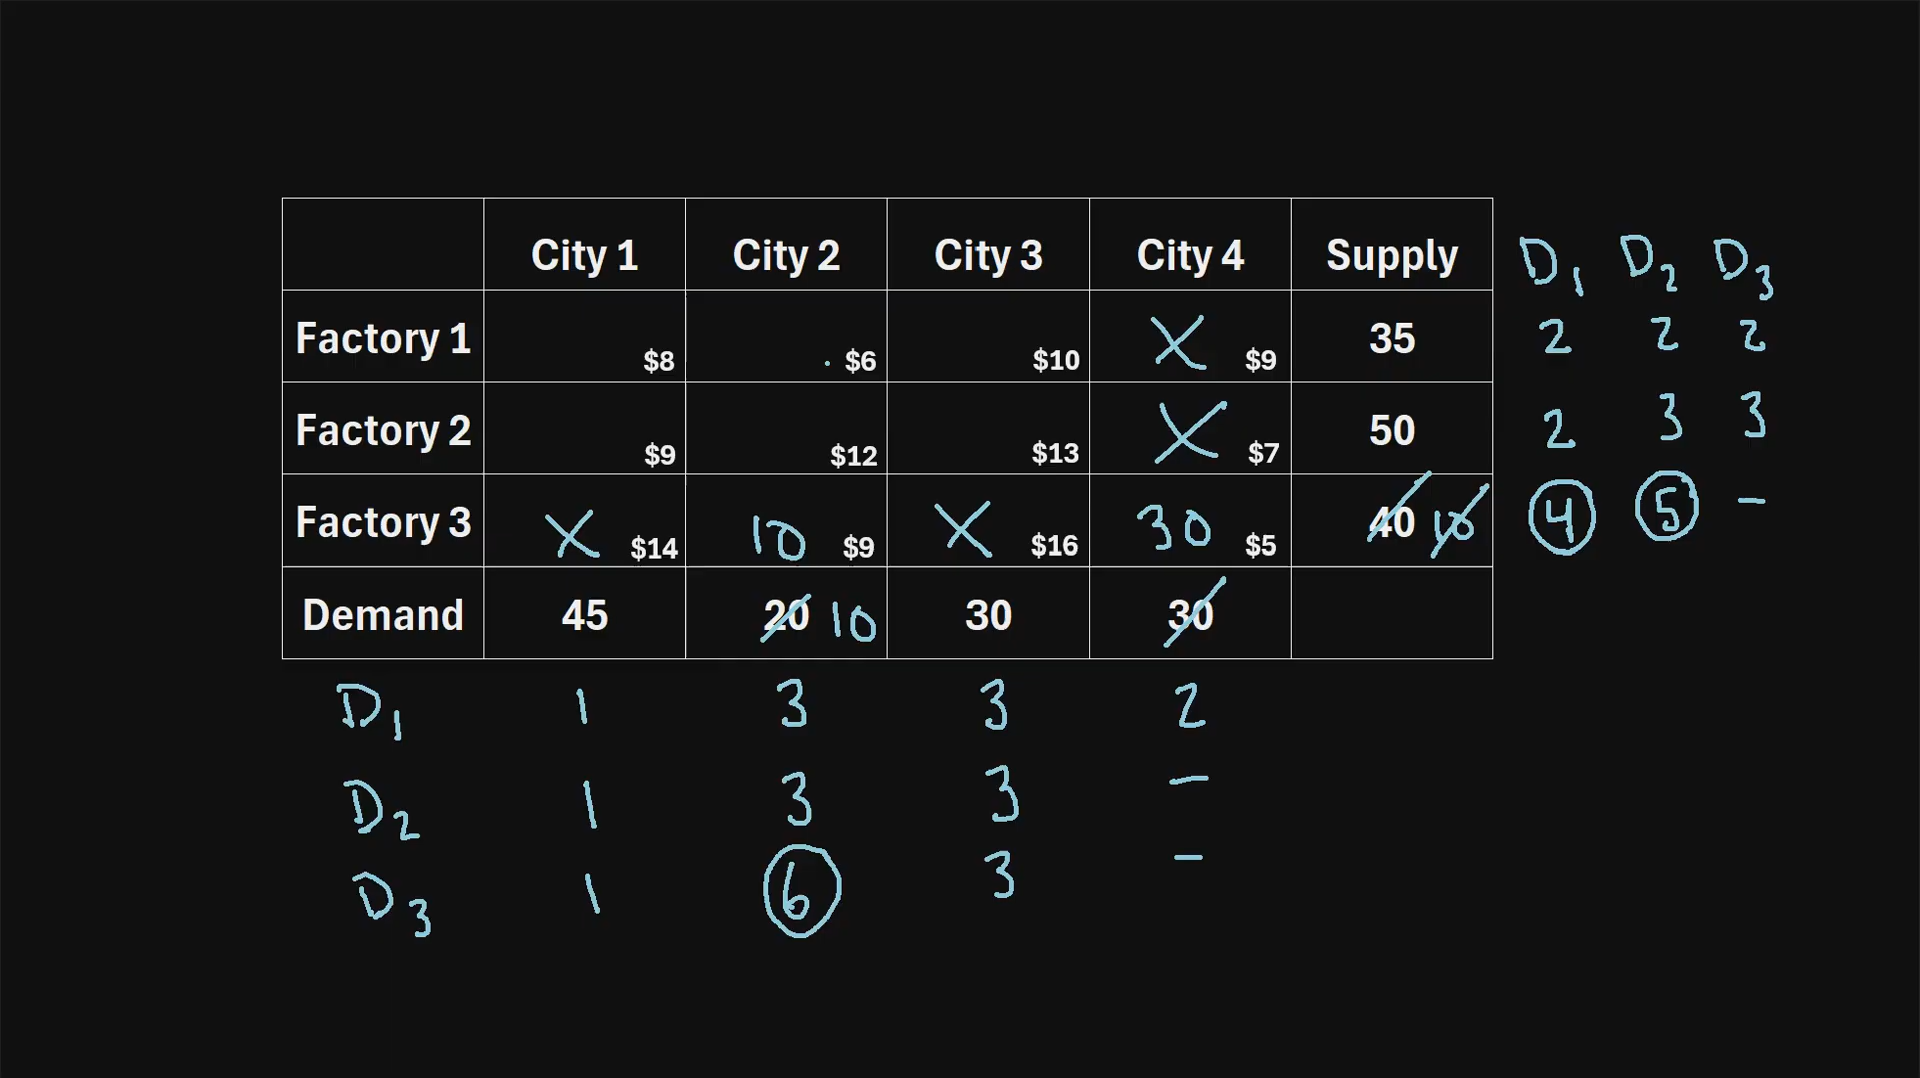 City 1 City 2 City 3 City 4 Supply D1 D2 D3
Factory 1 $8 $6 $10 X $9 35 2 2 2
Factory 2 $9 $12 $13 X $7 50 2 3 3
Factory 3 X $14 10 $9 X $16 30 $5 40 10 4 5 -
Demand 45 20 10 30 30
D1 1 3 3 2
D2 1 3 3 -
D3 1 6 3 -